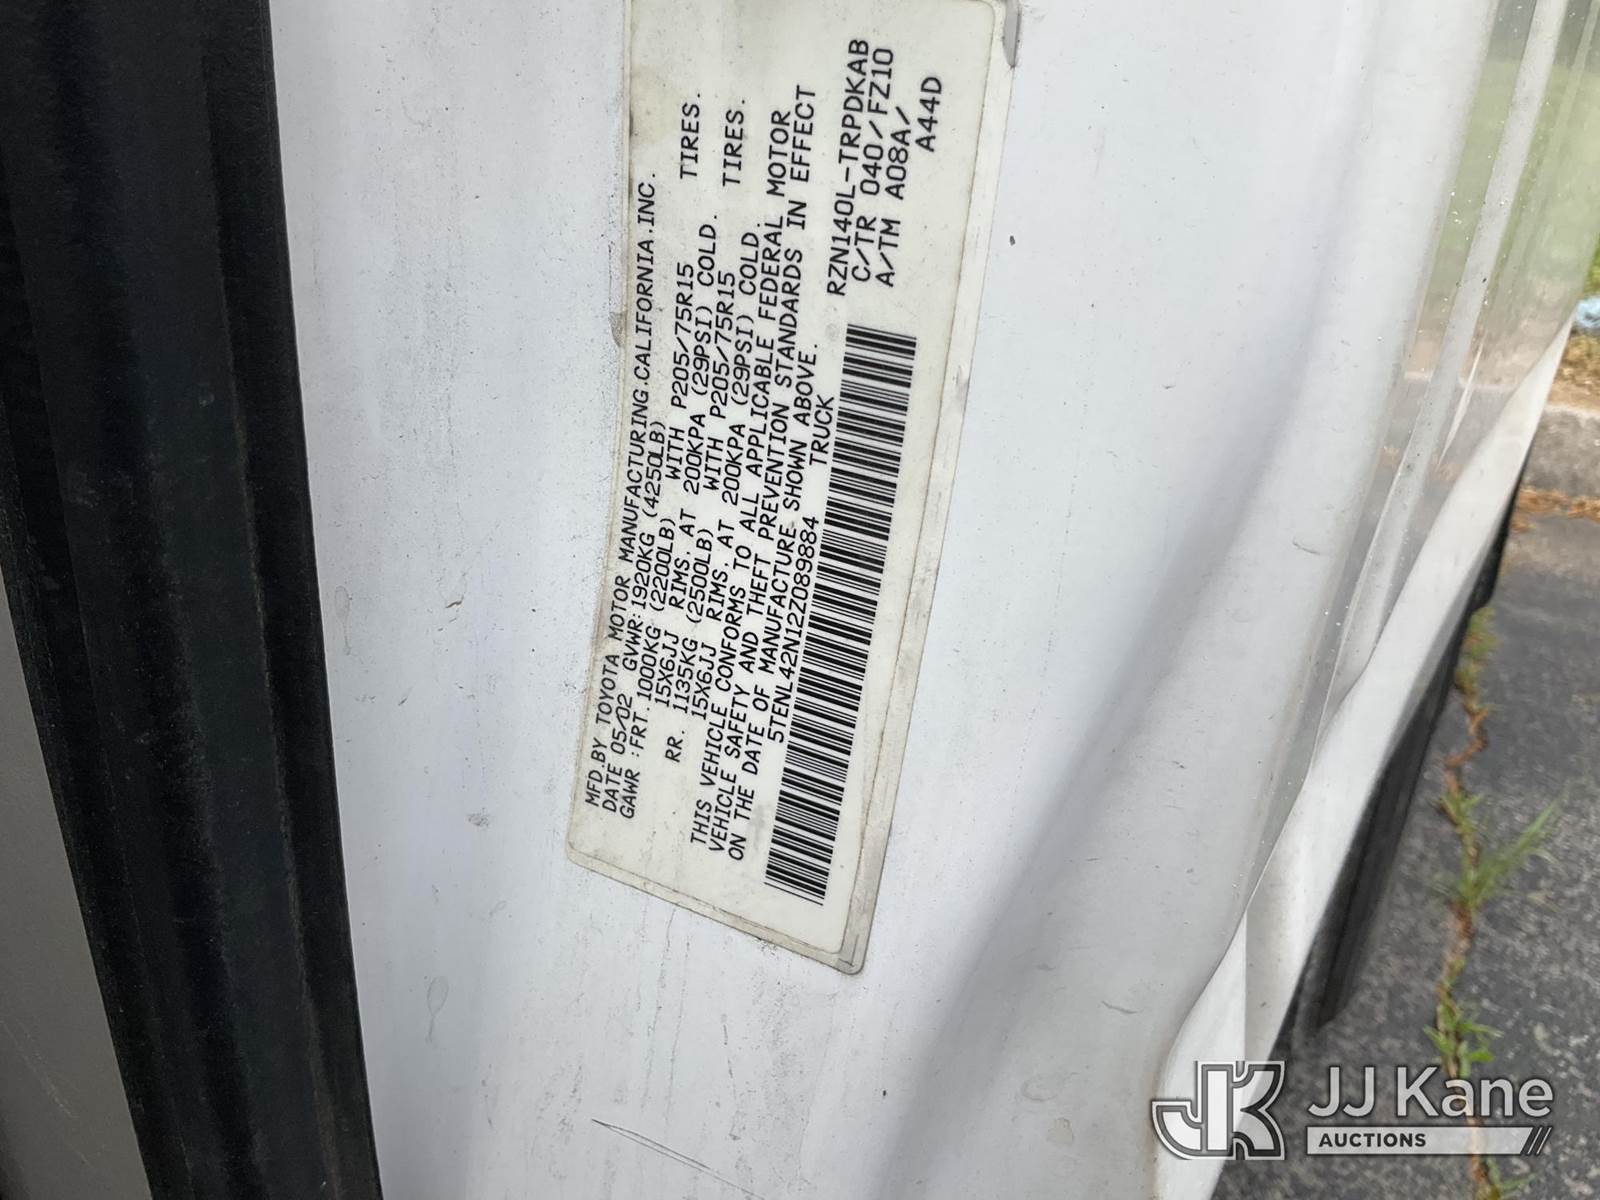 MFD.BY TOYOTA MOTOR MANUFACTURING.CALIFORNIA.INC.
DATE 05/02 GVWR:1920KG (4250LB)
GAWR :FRT. 1000KG (2200LB) WITH P205/75R15 TIRES.
15X6JJ RIMS. AT 200KPA (29PSI) COLD.
RR. 1135KG (2500LB) WITH P205/75R15 TIRES.
15X6JJ RIMS. AT 200KPA (29PSI) COLD.
THIS VEHICLE CONFORMS TO ALL APPLICABLE FEDERAL MOTOR
VEHICLE SAFETY AND THEFT PREVENTION STANDARDS IN EFFECT
ON THE DATE OF MANUFACTURE SHOWN ABOVE.
5TENL42N12Z089884 TRUCK
RZN140L-TRPDKAB
C/TR 040/FZ10
A/TM A08A/
A44D
JK JJ Kane
AUCTIONS